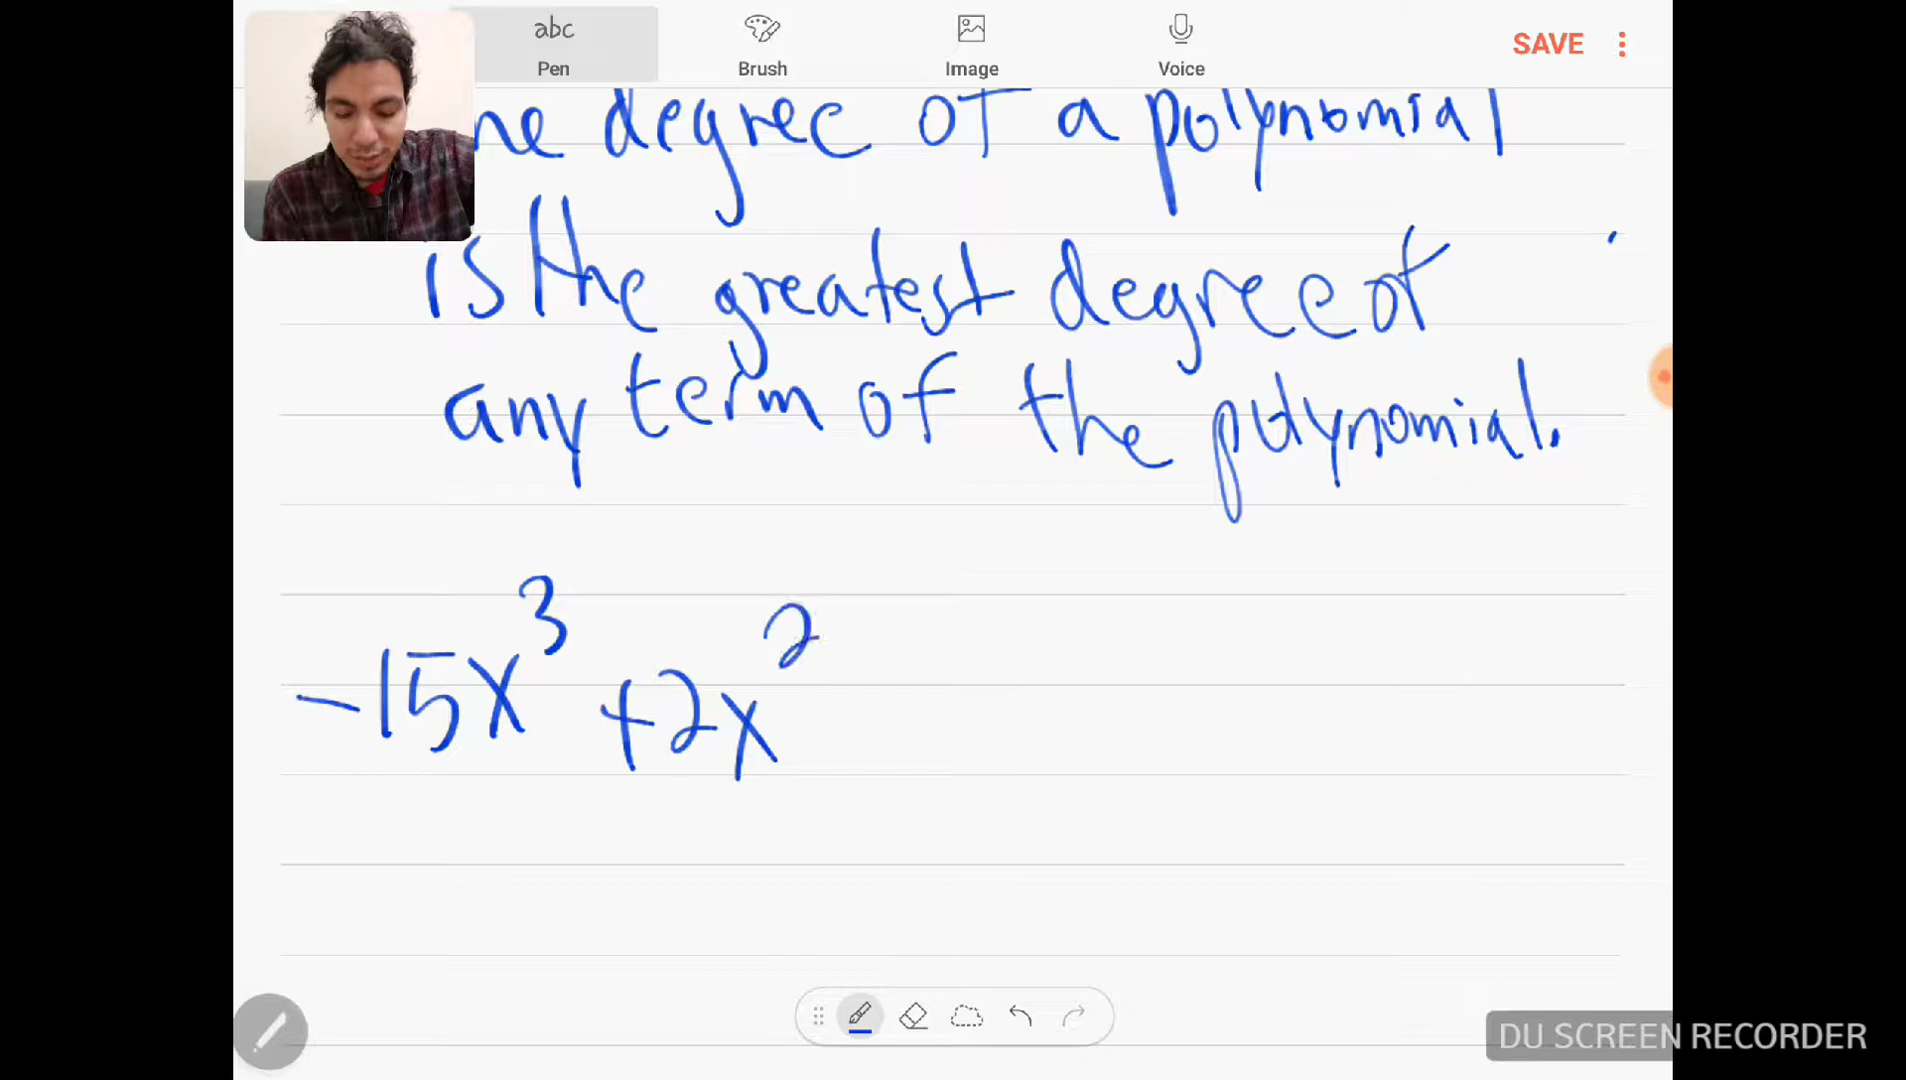 abc
Pen
Brush
Image
Voice
SAVE
he degree of a polynomial
is the greatest degree of
any term of the polynomial.
-15x³ +2x²
DU SCREEN RECORDER